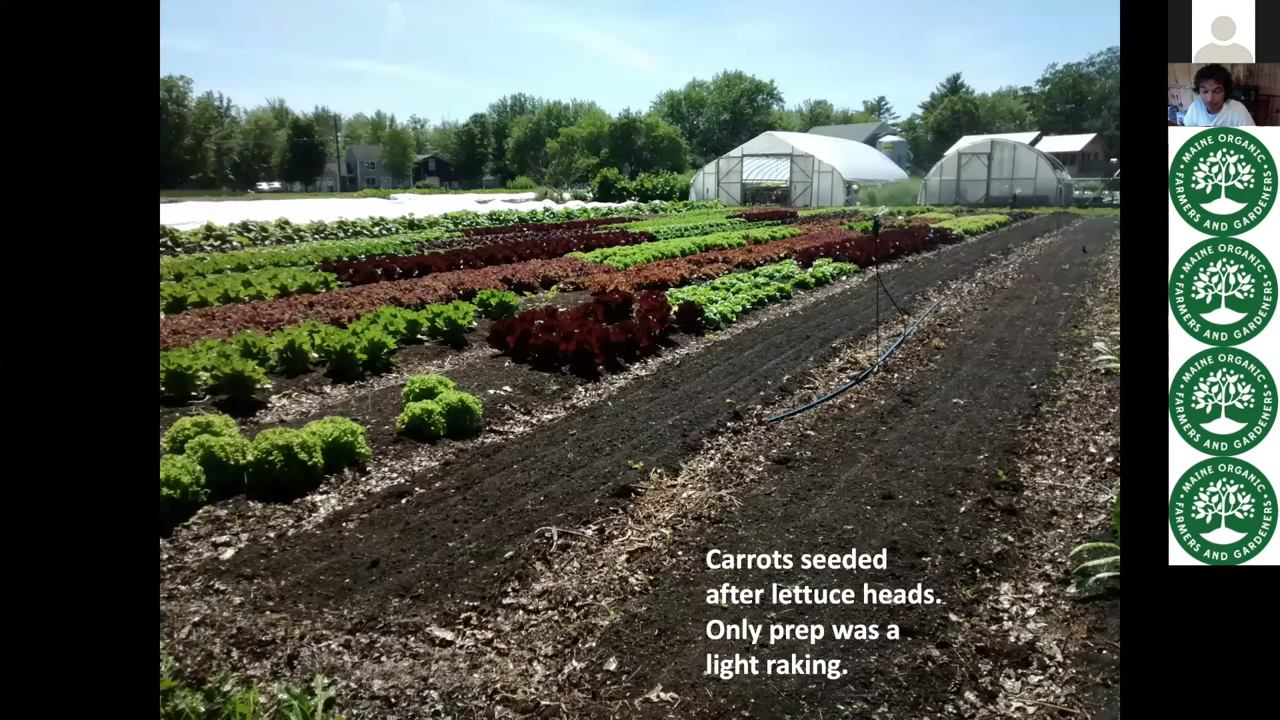 Carrots seeded
after lettuce heads.
Only prep was a
light raking.
MAINE ORGANIC
FARMERS AND GARDENERS
MAINE ORGANIC
FARMERS AND GARDENERS
MAINE ORGANIC
FARMERS AND GARDENERS
MAINE ORGANIC
FARMERS AND GARDENERS